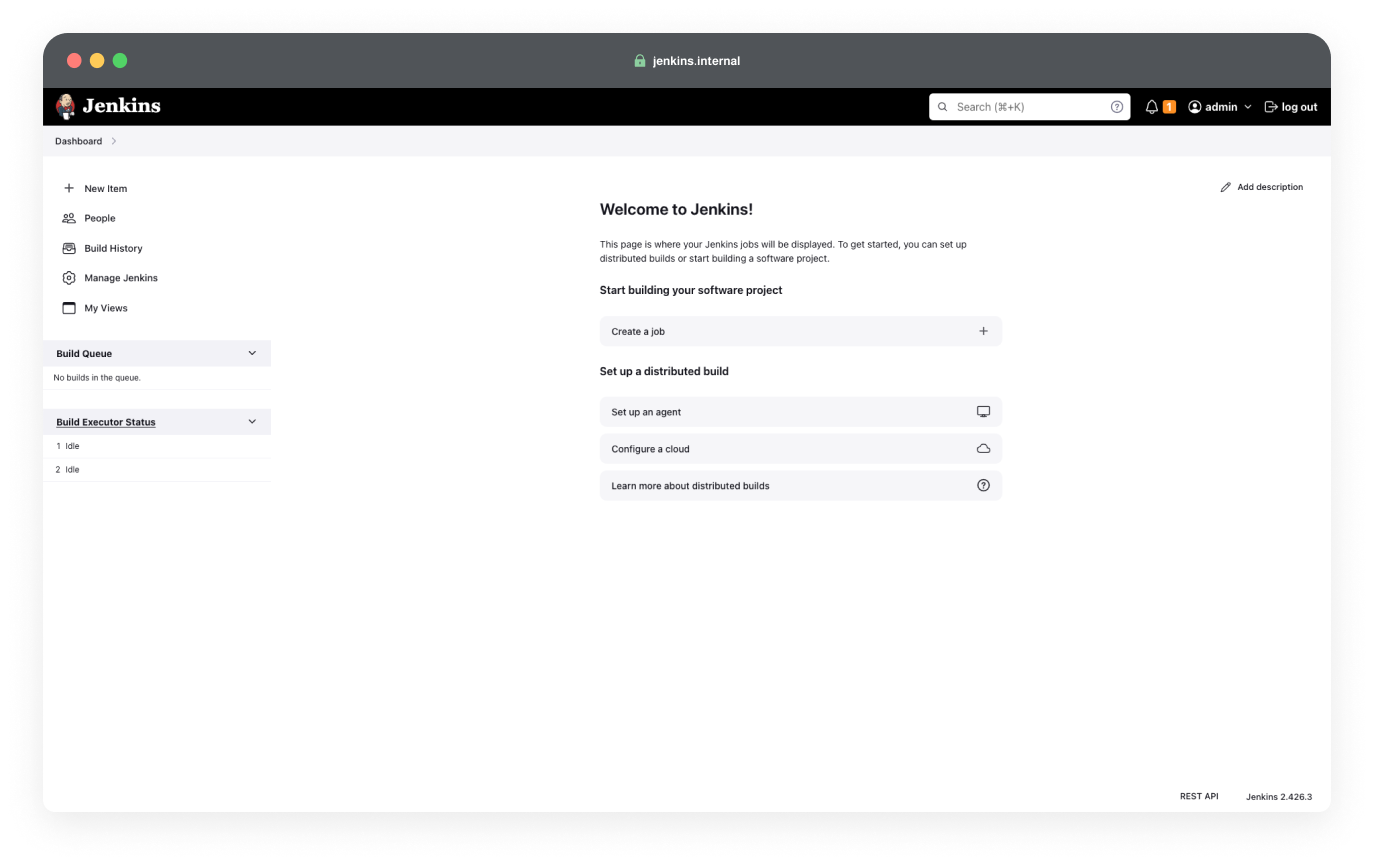 jenkins.internal
Jenkins
Search (⌘+K)
1
admin
log out
Dashboard
New Item
People
Build History
Manage Jenkins
My Views
Build Queue
No builds in the queue.
Build Executor Status
1 Idle
2 Idle
Add description
Welcome to Jenkins!
This page is where your Jenkins jobs will be displayed. To get started, you can set up
distributed builds or start building a software project.
Start building your software project
Create a job
Set up a distributed build
Set up an agent
Configure a cloud
Learn more about distributed builds
REST API
Jenkins 2.426.3